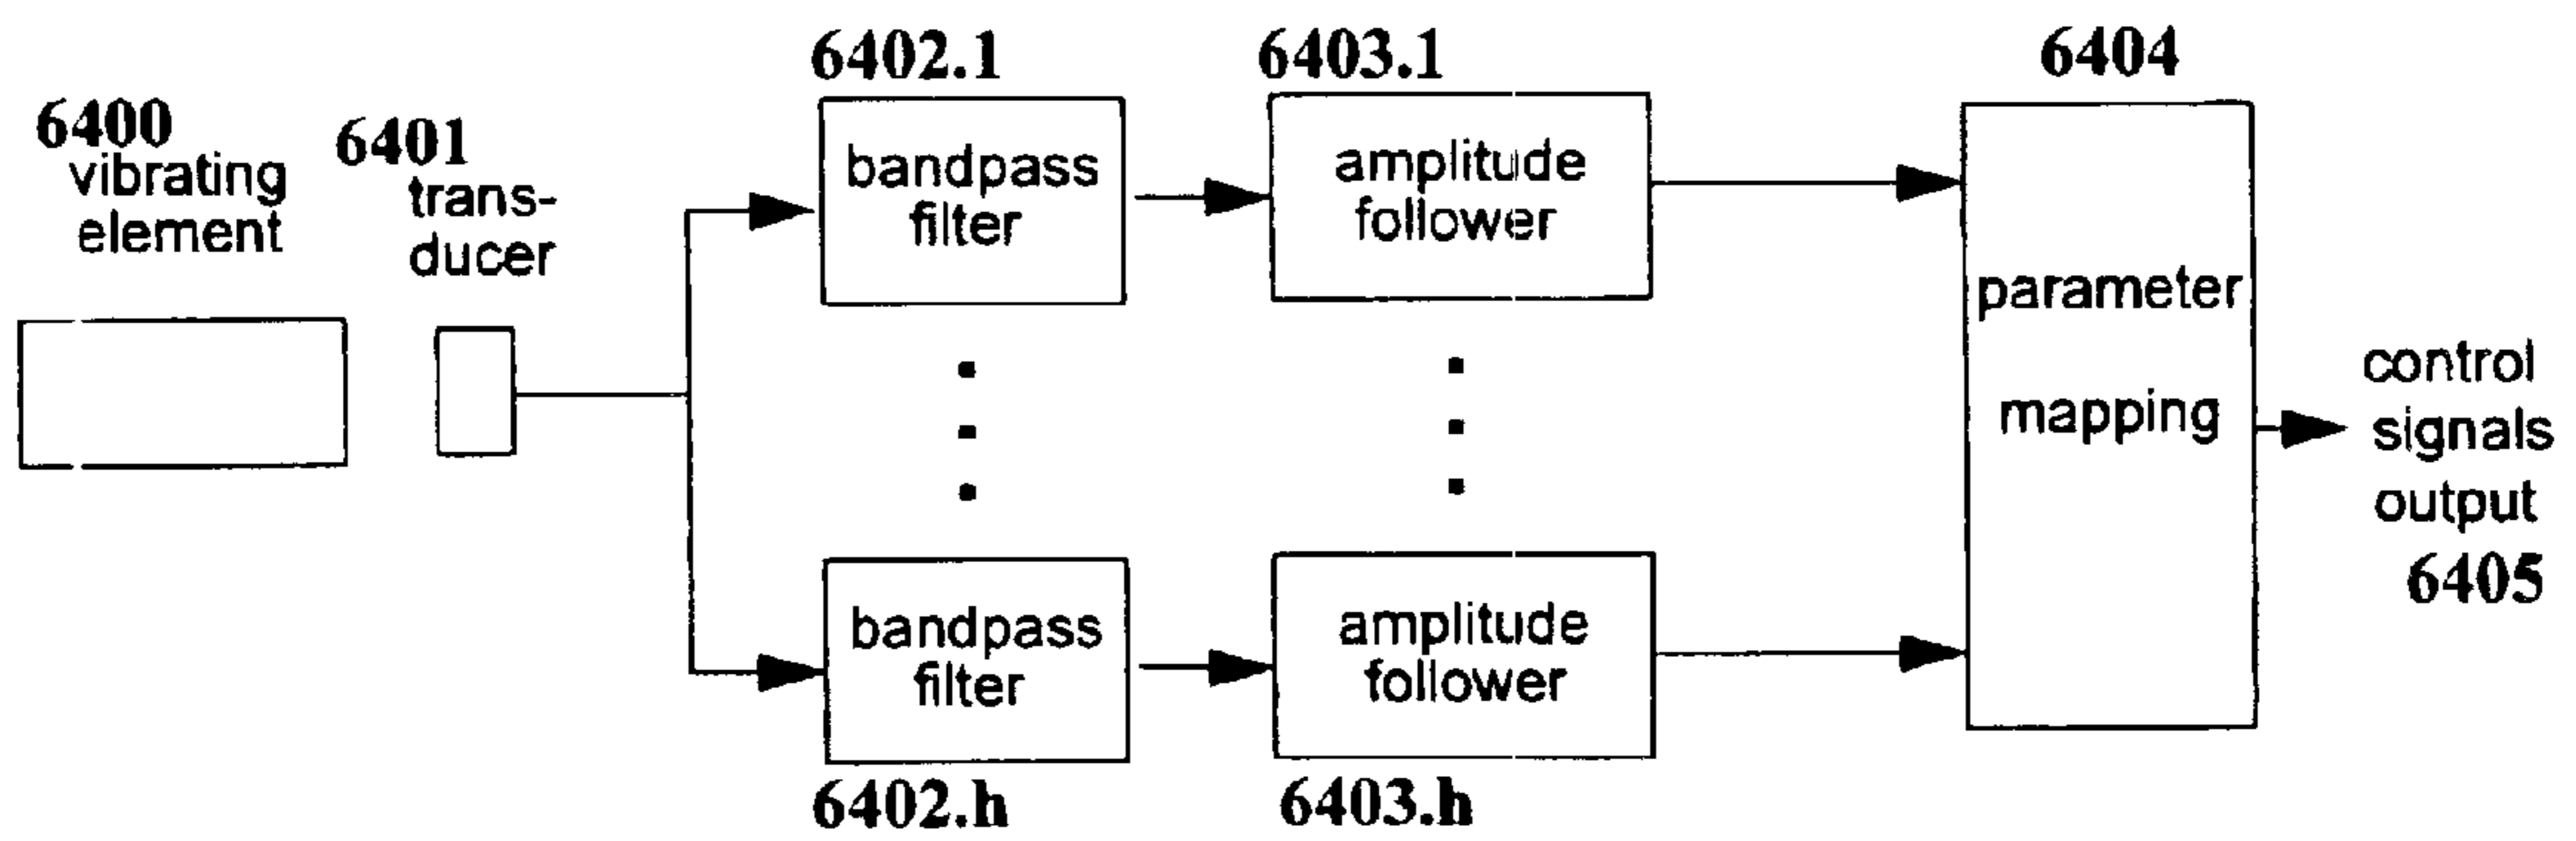 6400
vibrating
element
6401
trans-
ducer
6402.1
bandpass
filter
6403.1
amplitude
follower
6404
parameter
mapping
control
signals
output
6405
bandpass
filter
6402.h
amplitude
follower
6403.h